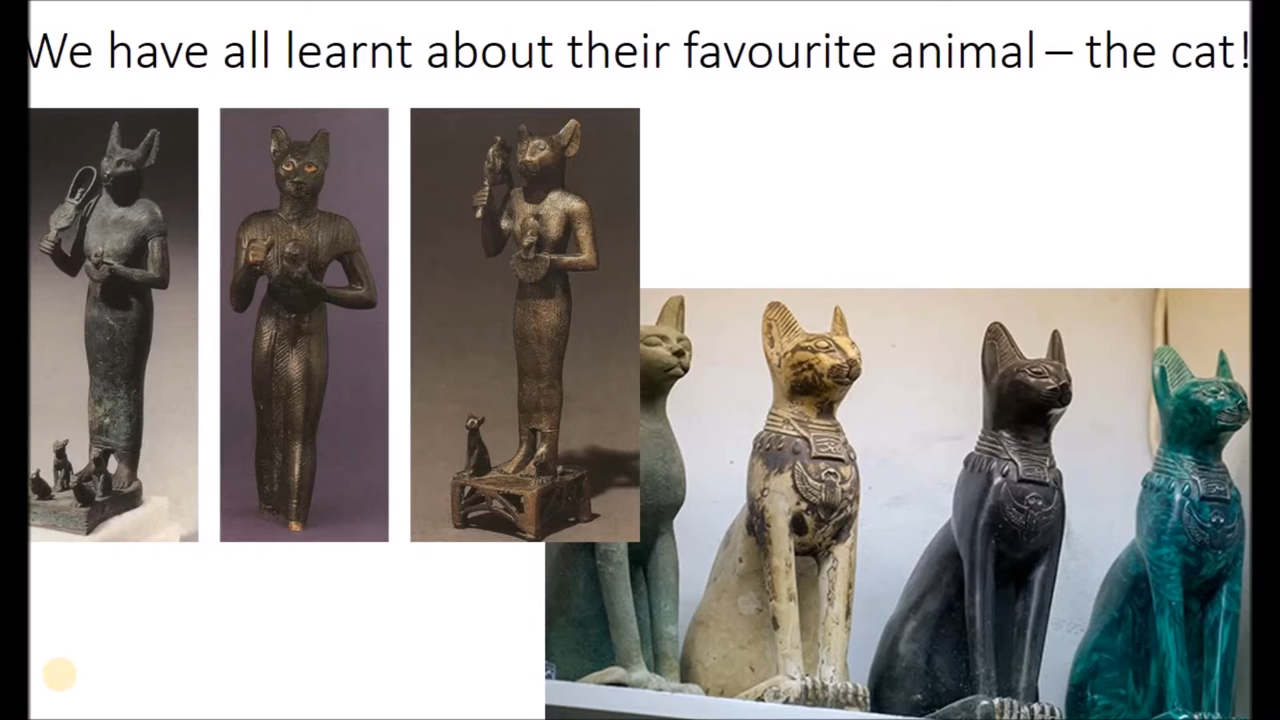 We have all learnt about their favourite animal – the cat!